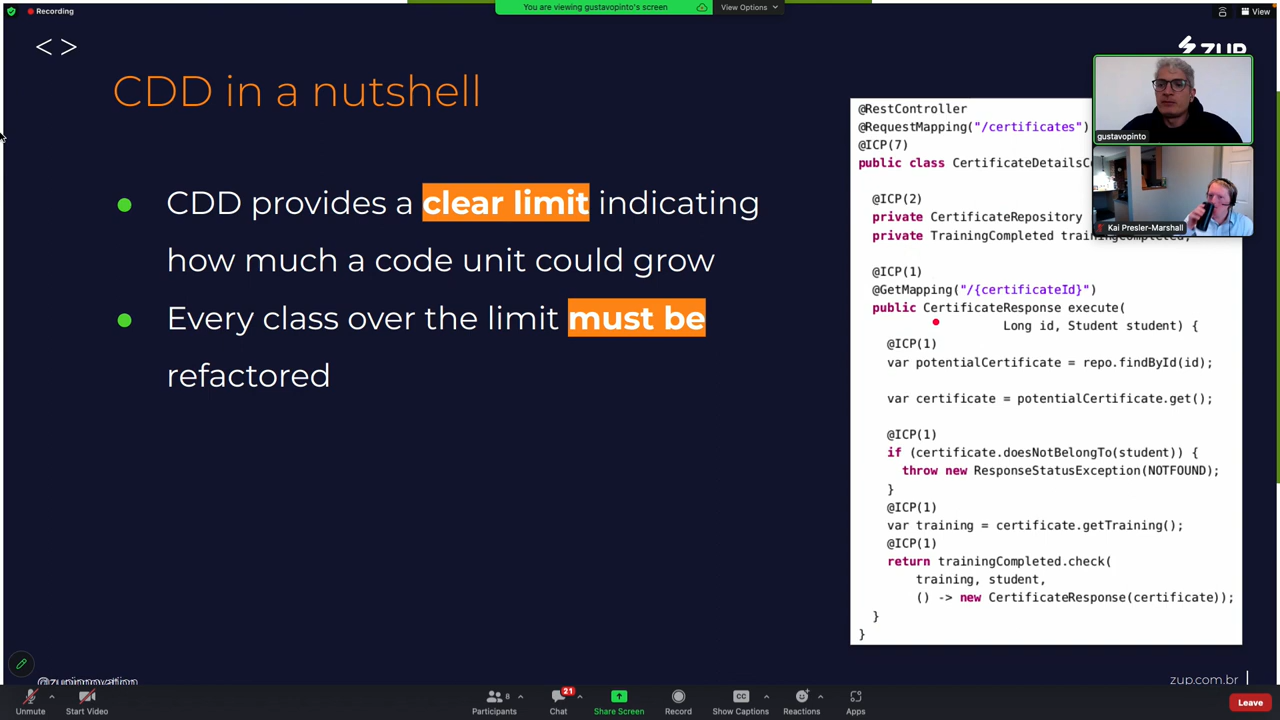 Recording
You are viewing gustavopinto's screen
View Options
View
< >
ZUP
CDD in a nutshell
CDD provides a clear limit indicating
how much a code unit could grow
Every class over the limit must be
refactored
@RestController
@RequestMapping("/certificates")
@ICP(7)
public class CertificateDetailsC
@ICP(2)
private CertificateRepository
private TrainingCompleted trainingCompleted;
@ICP(1)
@GetMapping("/{certificateId}")
public CertificateResponse execute(
Long id, Student student) {
@ICP(1)
var potentialCertificate = repo.findById(id);
var certificate = potentialCertificate.get();
@ICP(1)
if (certificate.doesNotBelongTo(student)) {
throw new ResponseStatusException(NOTFOUND);
}
@ICP(1)
var training = certificate.getTraining();
@ICP(1)
return trainingCompleted.check(
training, student,
() -> new CertificateResponse(certificate));
}
}
gustavopinto
Kai Presler-Marshall
@zupinnovation
zup.com.br
Unmute
Start Video
Participants
8
Chat
21
Share Screen
Record
Show Captions
Reactions
Apps
Leave